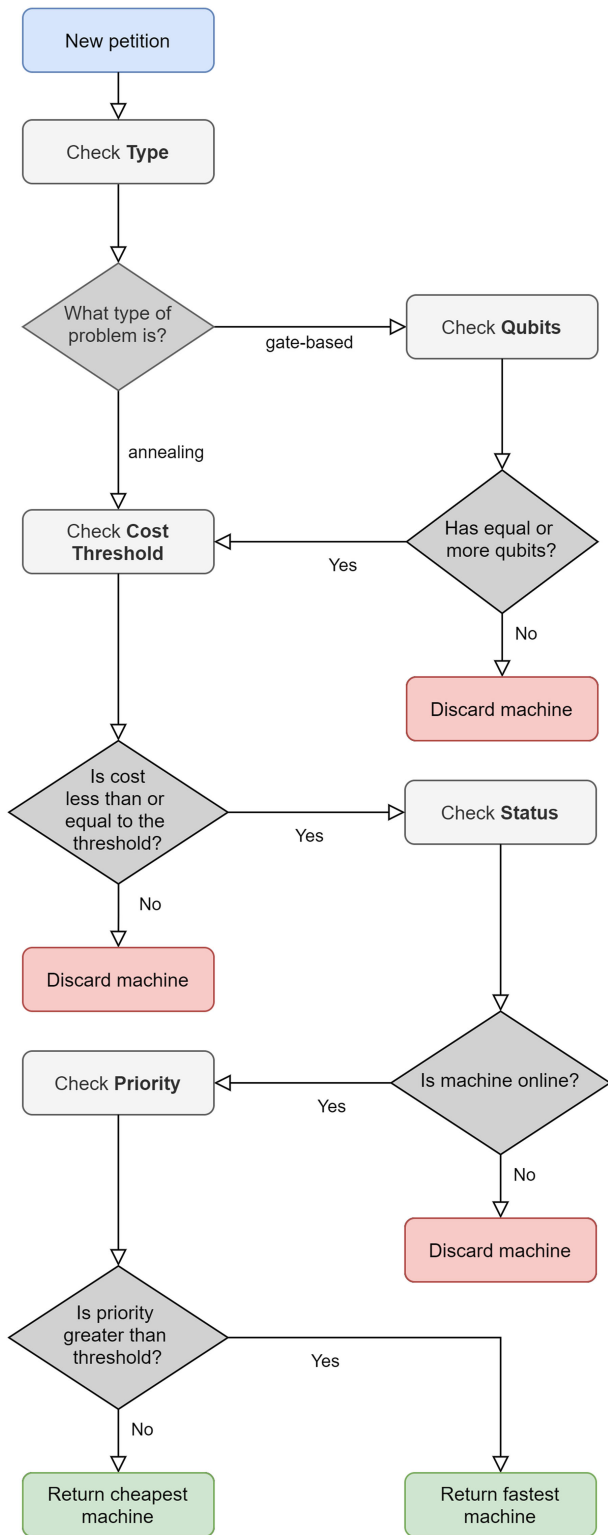 New petition
Check Type
What type of
problem is?
gate-based
Check Qubits
annealing
Check Cost
Threshold
Has equal or
more qubits?
Yes
No
Discard machine
Is cost
less than or
equal to the
threshold?
Yes
Check Status
No
Discard machine
Is machine online?
Check Priority
Yes
No
Discard machine
Is priority
greater than
threshold?
Yes
No
Return cheapest
machine
Return fastest
machine